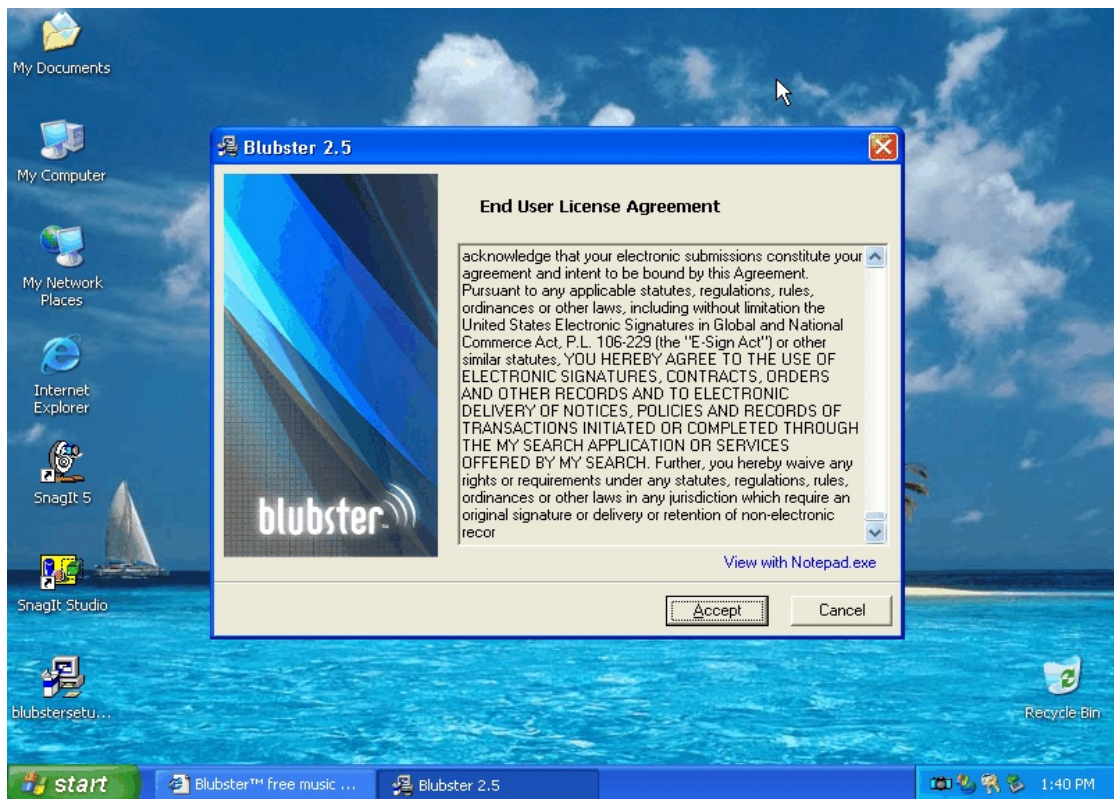 My Documents
My Computer
My Network
Places
Internet
Explorer
SnagIt 5
SnagIt Studio
blubstersetu...
Blubster 2.5
End User License Agreement
acknowledge that your electronic submissions constitute your
agreement and intent to be bound by this Agreement.
Pursuant to any applicable statutes, regulations, rules,
ordinances or other laws, including without limitation the
United States Electronic Signatures in Global and National
Commerce Act, P.L. 106-229 (the "E-Sign Act") or other
similar statutes, YOU HEREBY AGREE TO THE USE OF
ELECTRONIC SIGNATURES, CONTRACTS, ORDERS
AND OTHER RECORDS AND TO ELECTRONIC
DELIVERY OF NOTICES, POLICIES AND RECORDS OF
TRANSACTIONS INITIATED OR COMPLETED THROUGH
THE MY SEARCH APPLICATION OR SERVICES
OFFERED BY MY SEARCH. Further, you hereby waive any
rights or requirements under any statutes, regulations, rules,
ordinances or other laws in any jurisdiction which require an
original signature or delivery or retention of non-electronic
recor
blubster
View with Notepad.exe
Accept
Cancel
Recycle Bin
start
Blubster™ free music ...
Blubster 2.5
1:40 PM